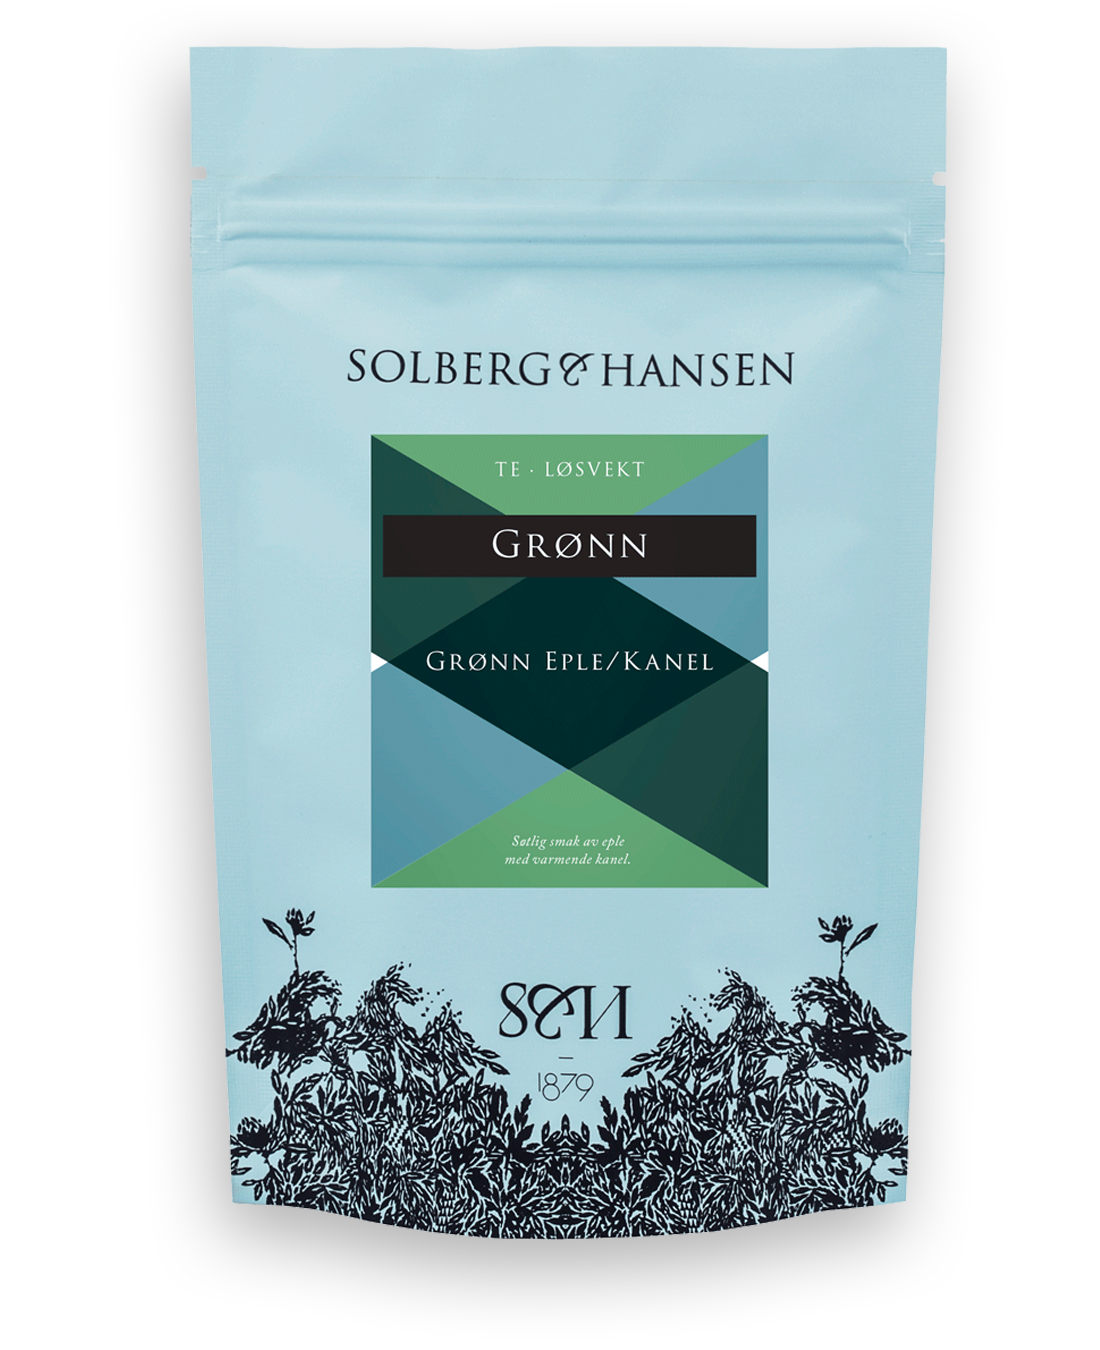 SOLBERG & HANSEN
TE · LØSVEKT
GRØNN
GRØNN EPLE/KANEL
Søtlig smak av eple
med varmende kanel.
S&H
–
1879